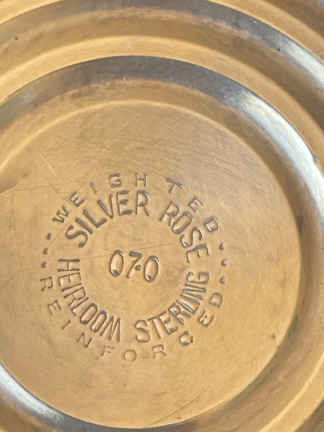 WEIGHTED
SILVER ROSE
070
HEIRLOOM STERLING
REINFORCED